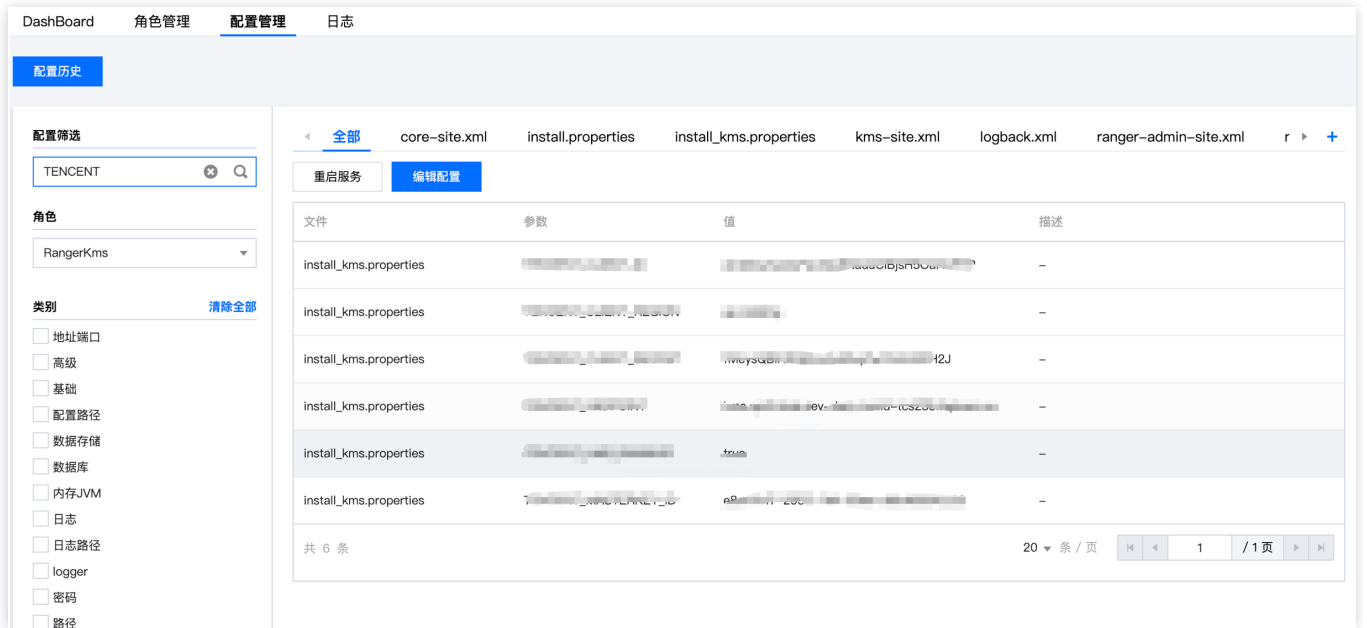 DashBoard 角色管理 配置管理 日志
配置历史
配置筛选
TENCENT
角色
RangerKms
类别 清除全部
地址端口
高级
基础
配置路径
数据存储
数据库
内存JVM
日志
日志路径
logger
密码
路径
全部 core-site.xml install.properties install_kms.properties kms-site.xml logback.xml ranger-admin-site.xml r
重启服务 编辑配置
文件 参数 值 描述
install_kms.properties –
install_kms.properties –
install_kms.properties –
install_kms.properties –
install_kms.properties true –
install_kms.properties –
共 6 条 20 条 / 页 1 / 1 页